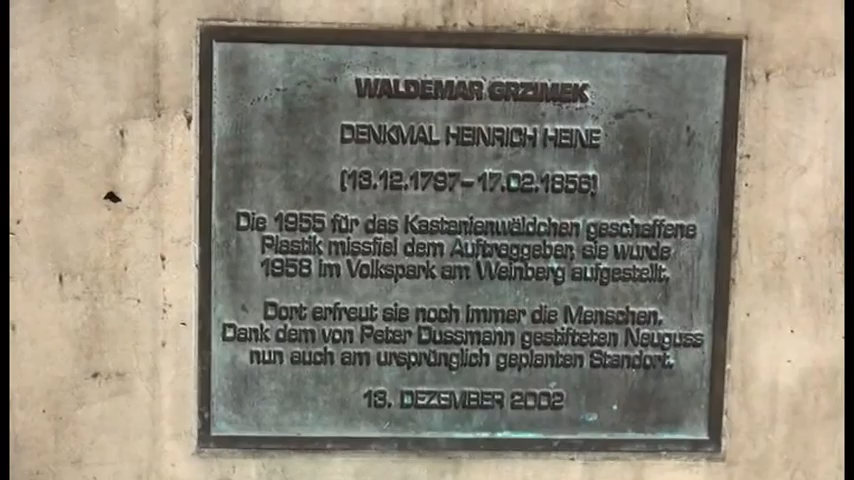 WALDEMAR GRZIMEK
DENKMAL HEINRICH HEINE
(13.12.1797–17.02.1856)
Die 1955 für das Kastanienwäldchen geschaffene
Plastik missfiel dem Auftraggeber, sie wurde
1958 im Volkspark am Weinberg aufgestellt.
Dort erfreut sie noch immer die Menschen,
Dank dem von Peter Dussmann gestifteten Neuguss
nun auch am ursprünglich geplanten Standort.
13. DEZEMBER 2002